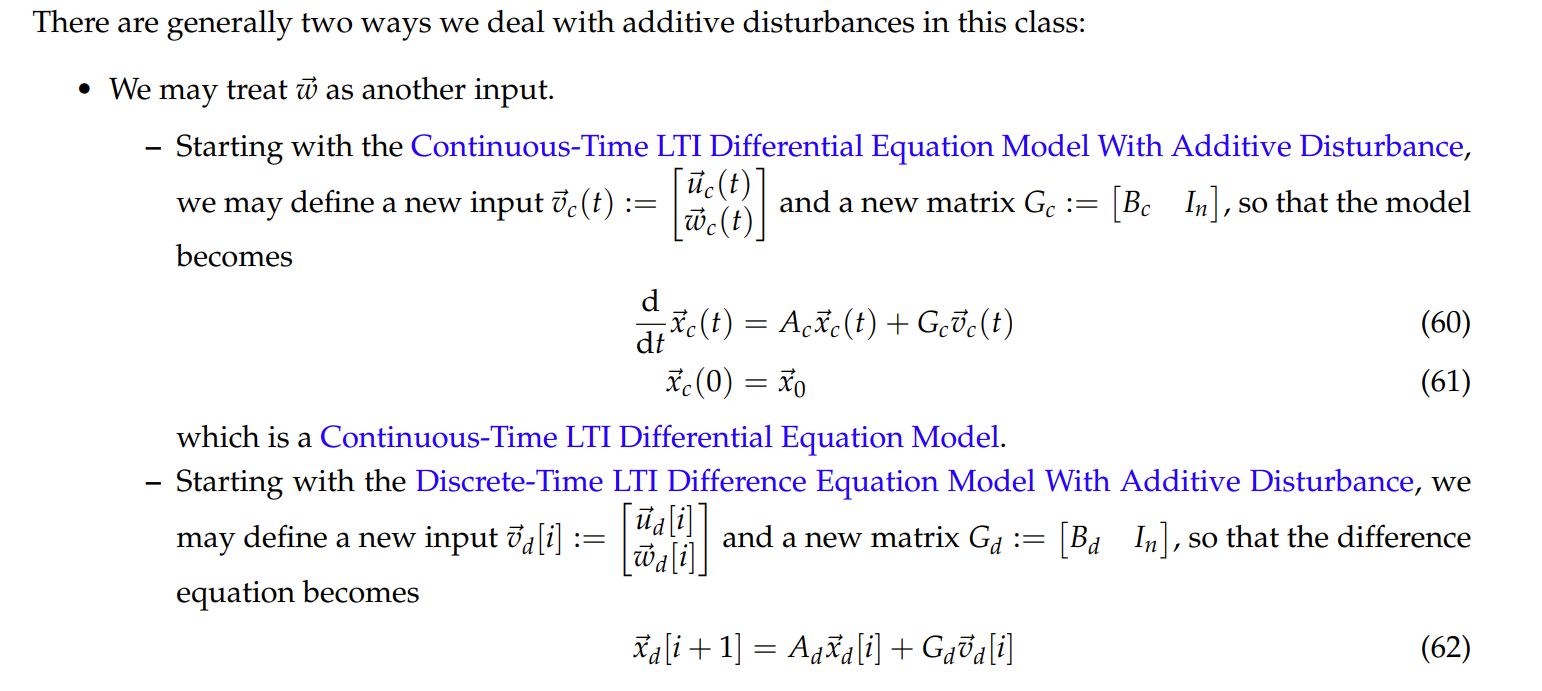 There are generally two ways we deal with additive disturbances in this class:
• We may treat $\vec{w}$ as another input.
– Starting with the Continuous-Time LTI Differential Equation Model With Additive Disturbance,
we may define a new input $\vec{v}_c(t) := \begin{bmatrix} \vec{u}_c(t) \\ \vec{w}_c(t) \end{bmatrix}$ and a new matrix $G_c := \begin{bmatrix} B_c & I_n \end{bmatrix}$, so that the model
becomes
$\frac{\mathrm{d}}{\mathrm{d}t}\vec{x}_c(t) = A_c\vec{x}_c(t) + G_c\vec{v}_c(t)$ (60)
$\vec{x}_c(0) = \vec{x}_0$ (61)
which is a Continuous-Time LTI Differential Equation Model.
– Starting with the Discrete-Time LTI Difference Equation Model With Additive Disturbance, we
may define a new input $\vec{v}_d[i] := \begin{bmatrix} \vec{u}_d[i] \\ \vec{w}_d[i] \end{bmatrix}$ and a new matrix $G_d := \begin{bmatrix} B_d & I_n \end{bmatrix}$, so that the difference
equation becomes
$\vec{x}_d[i+1] = A_d\vec{x}_d[i] + G_d\vec{v}_d[i]$ (62)